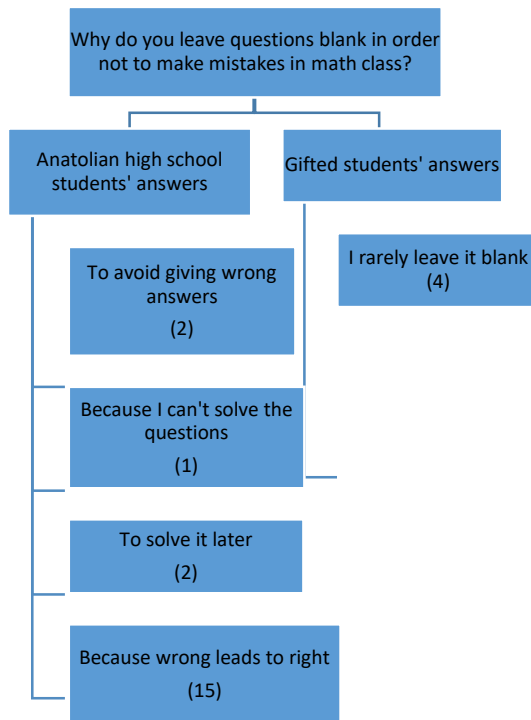 Why do you leave questions blank in order
not to make mistakes in math class?
Anatolian high school
students' answers
Gifted students' answers
To avoid giving wrong
answers
(2)
I rarely leave it blank
(4)
Because I can't solve the
questions
(1)
To solve it later
(2)
Because wrong leads to right
(15)